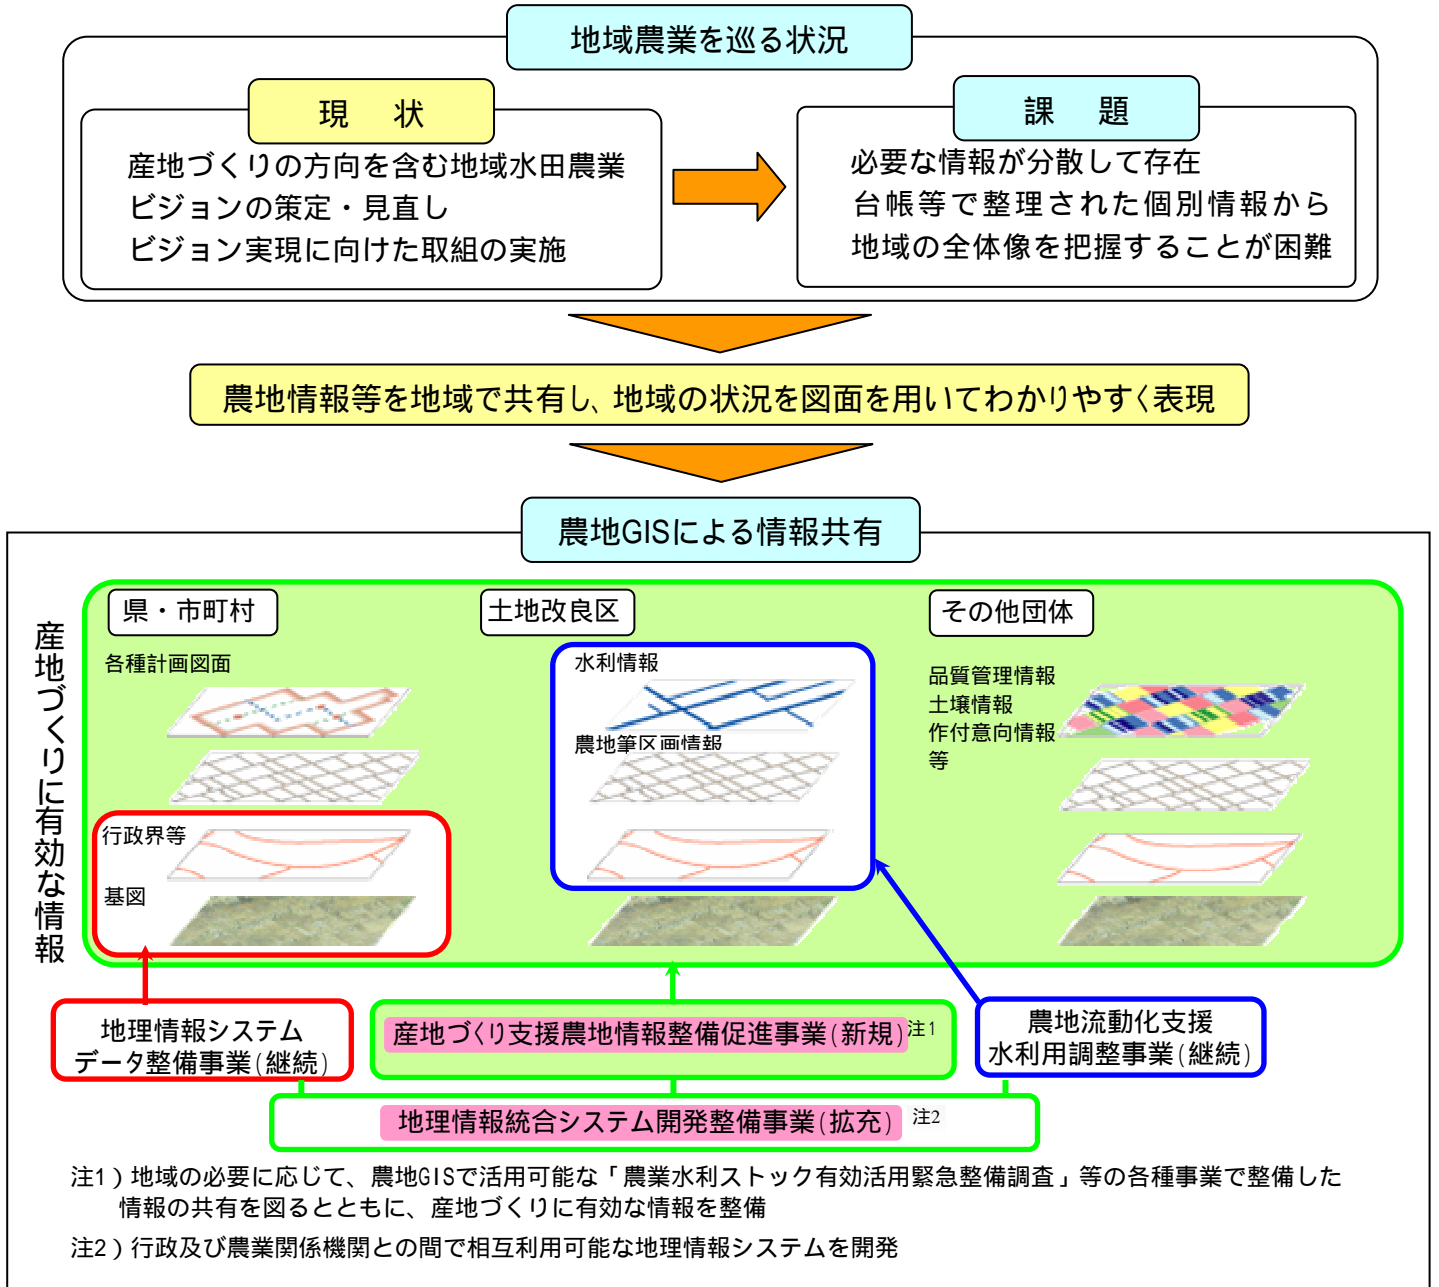 地域農業を巡る状況
現　状
産地づくりの方向を含む地域水田農業
ビジョンの策定・見直し
ビジョン実現に向けた取組の実施
課　題
必要な情報が分散して存在
台帳等で整理された個別情報から
地域の全体像を把握することが困難
農地情報等を地域で共有し、地域の状況を図面を用いてわかりやすく表現
農地GISによる情報共有
産地づくりに有効な情報
県・市町村
各種計画図面
行政界等
基図
土地改良区
水利情報
農地筆区画情報
その他団体
品質管理情報
土壌情報
作付意向情報
等
地理情報システム
データ整備事業(継続)
産地づくり支援農地情報整備促進事業(新規)注1
農地流動化支援
水利用調整事業(継続)
地理情報統合システム開発整備事業(拡充) 注2
注1）地域の必要に応じて、農地GISで活用可能な「農業水利ストック有効活用緊急整備調査」等の各種事業で整備した
情報の共有を図るとともに、産地づくりに有効な情報を整備
注2）行政及び農業関係機関との間で相互利用可能な地理情報システムを開発